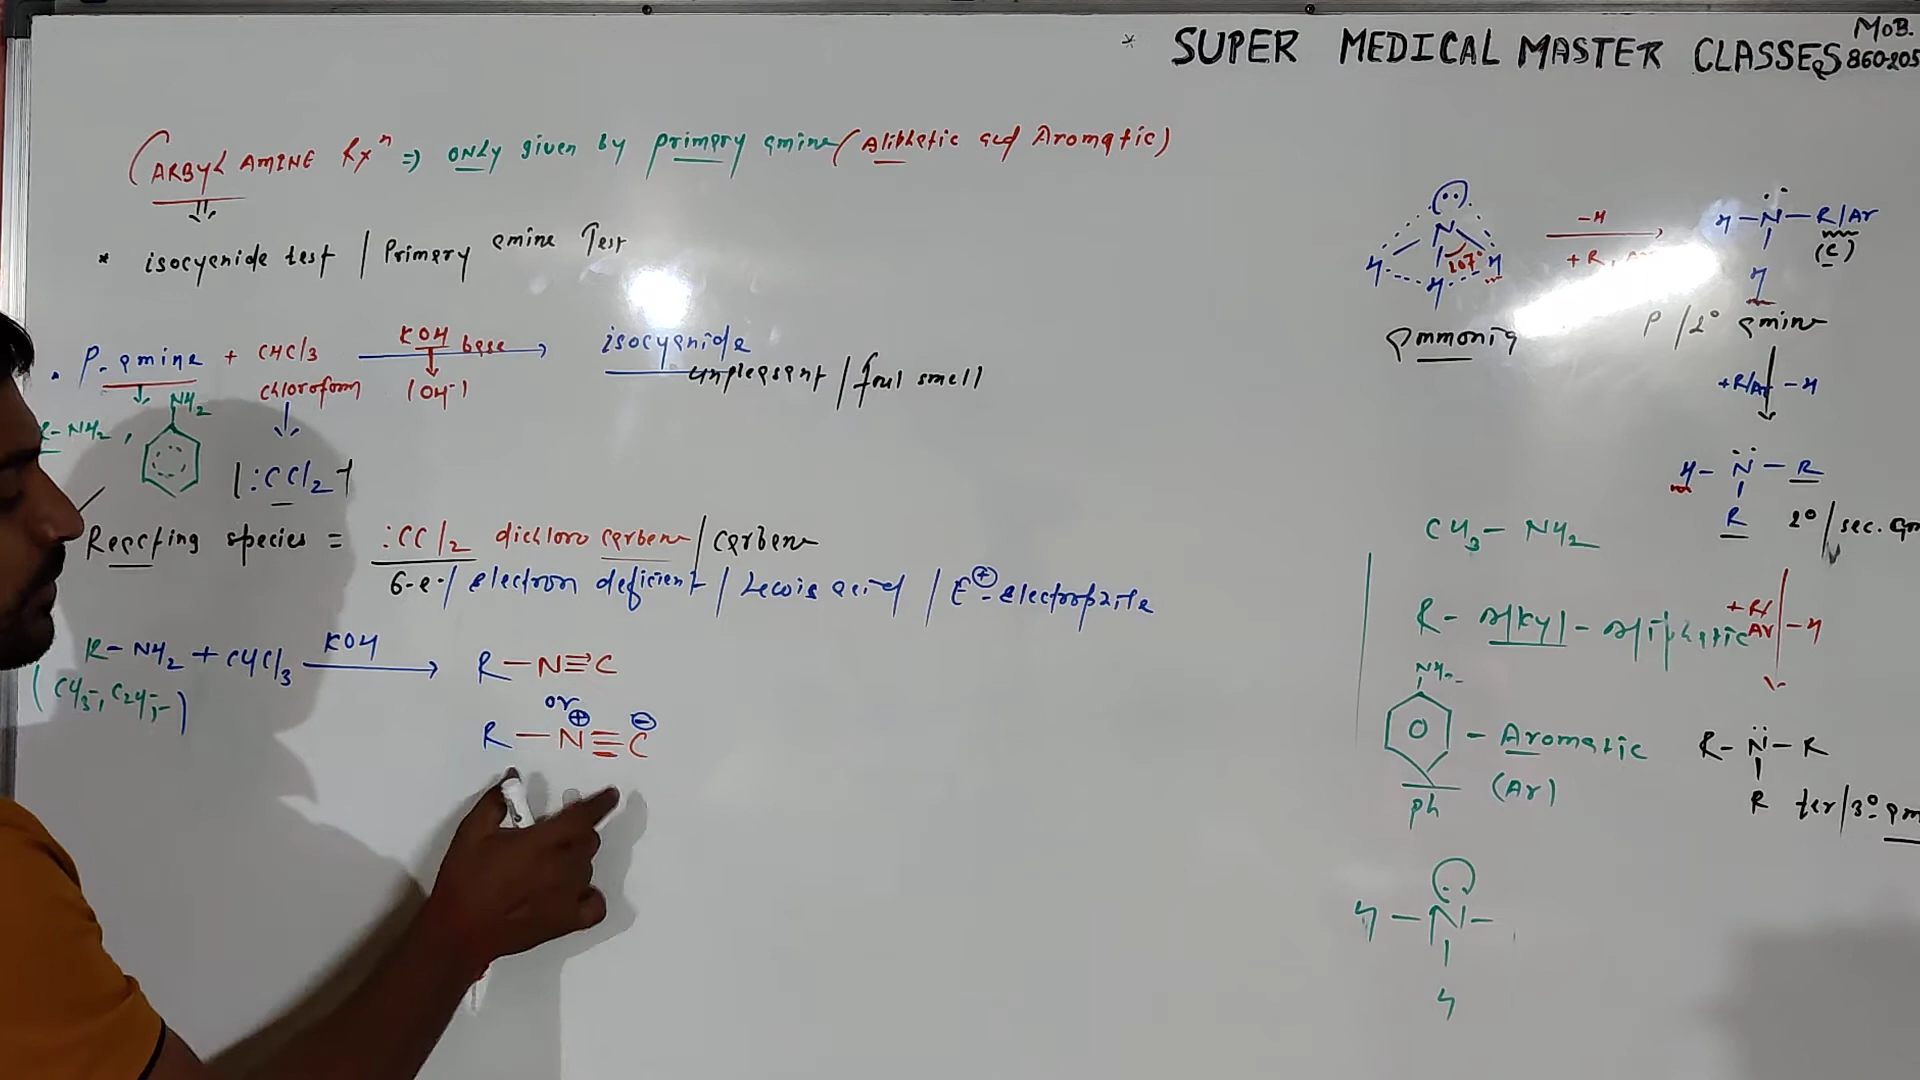 * SUPER MEDICAL MASTER CLASSES
MOB.
860205
CARBYL AMINE Rxⁿ ⇒ ONLY given by primary amine (Aliphatic and Aromatic)
* isocyanide test / Primary amine Test
. P-amine + CHCl3 KOH base → isocyanide
chloroform (OH⁻) unpleasent / foul smell
R-NH2, NH2
(:CCl2)
Reacting species = :CCl2 dichloro carbene / carbene
6-e⁻ / electron deficient / Lewis acid / E⊕ - electrophile
R-NH2 + CHCl3 KOH → R-N≡C
(CH3-, C2H5-)
or
R-N⊕≡C⊖
N
H H H
107°
ammonia
-H
+R,
H-N-R/Ar
H
(C)
P /1° amine
+R/Ar -H
H-N-R
R 2°/sec.
CH3-NH2
R- alkyl - aliphatic
+R/Ar -H
NH2
- Aromatic
(Ar)
ph
R-N-R
R ter/3°
H-N-
H